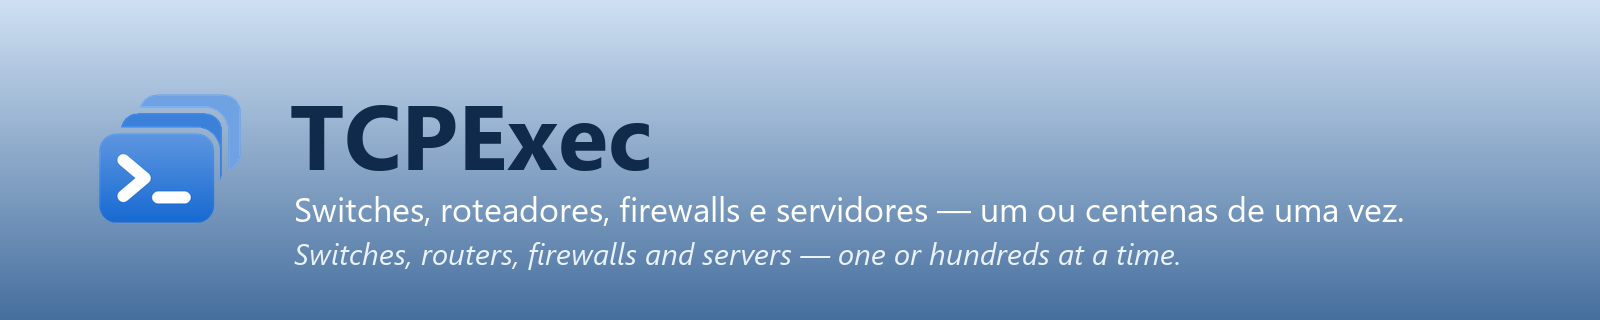 TCPExec
Switches, roteadores, firewalls e servidores — um ou centenas de uma vez.
Switches, routers, firewalls and servers — one or hundreds at a time.